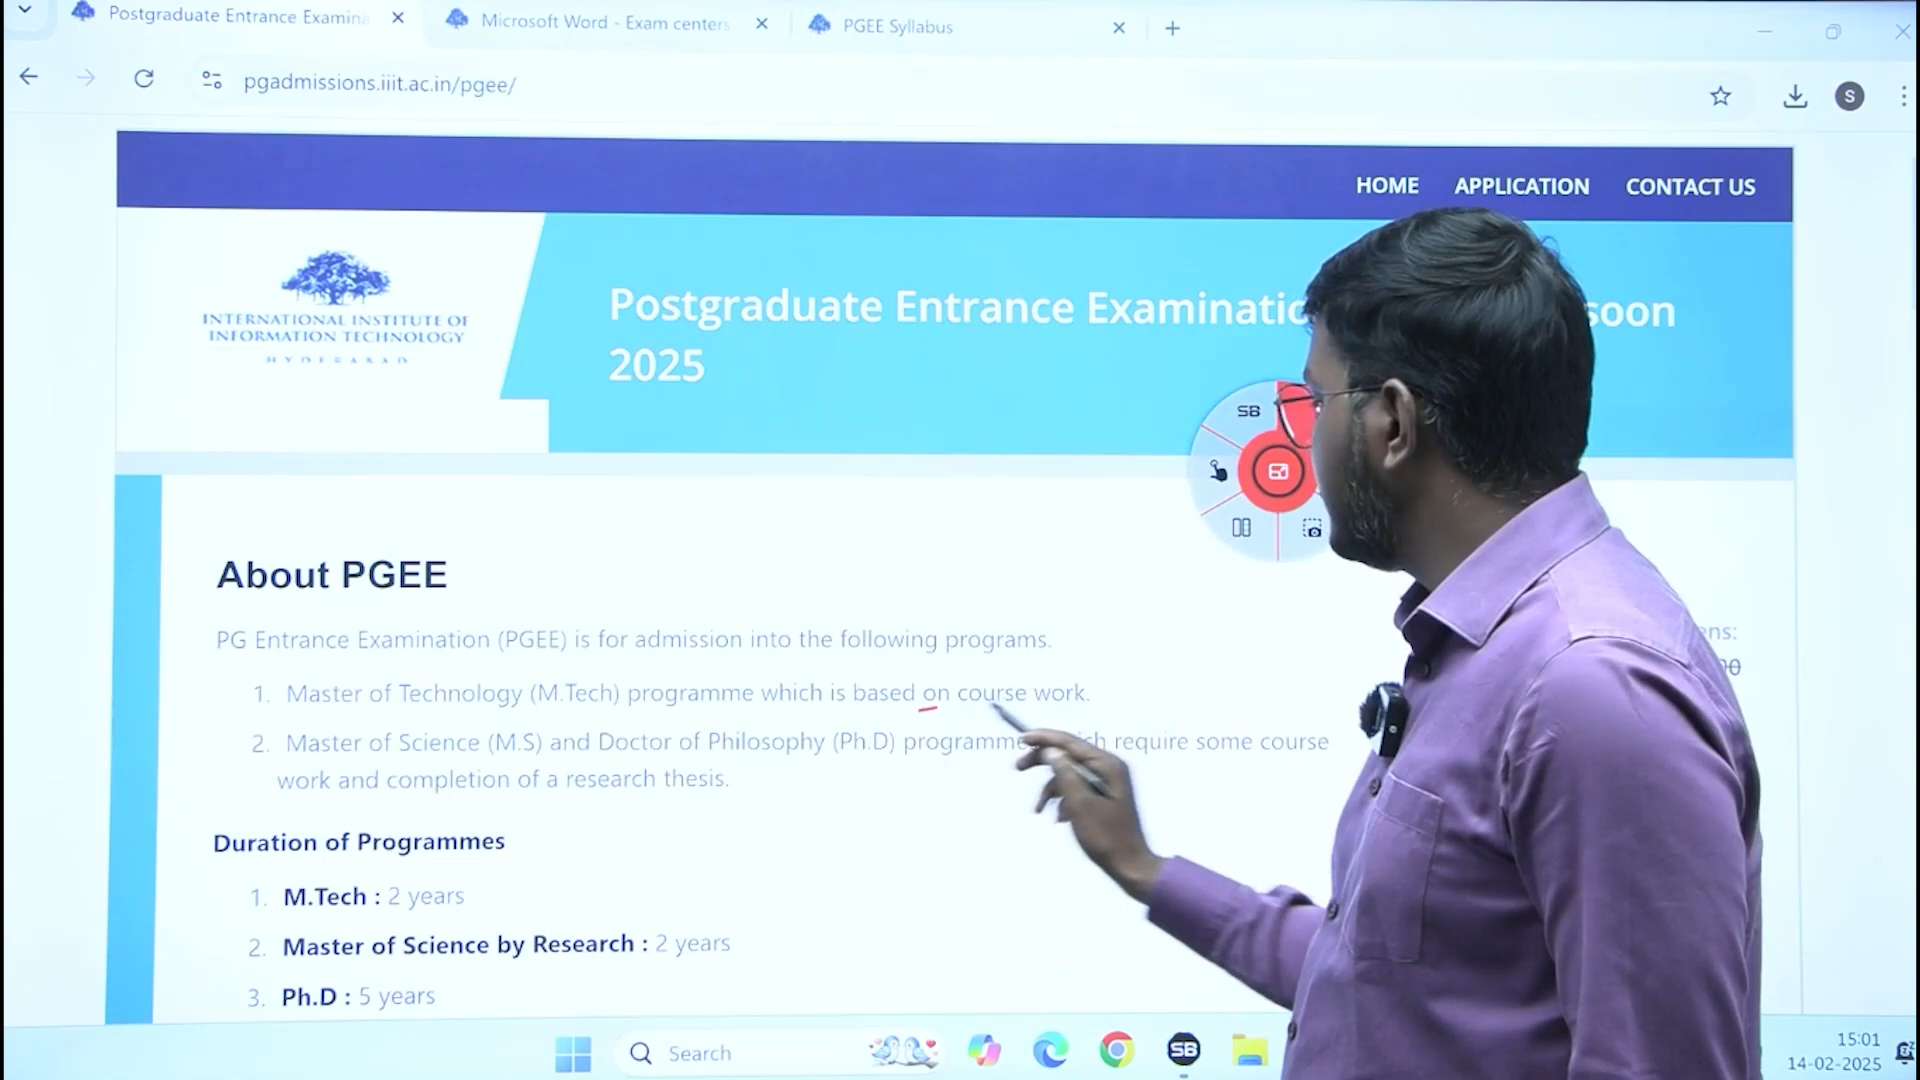 Postgraduate Entrance Examina
Microsoft Word - Exam centers
PGEE Syllabus
pgadmissions.iiit.ac.in/pgee/
S
HOME APPLICATION CONTACT US
INTERNATIONAL INSTITUTE OF
INFORMATION TECHNOLOGY
HYDERABAD
Postgraduate Entrance Examinatio soon
2025
SB
About PGEE
PG Entrance Examination (PGEE) is for admission into the following programs.
1. Master of Technology (M.Tech) programme which is based on course work.
2. Master of Science (M.S) and Doctor of Philosophy (Ph.D) programme ich require some course
work and completion of a research thesis.
ens:
00
Duration of Programmes
1. M.Tech : 2 years
2. Master of Science by Research : 2 years
3. Ph.D : 5 years
Search
SB
15:01
14-02-2025